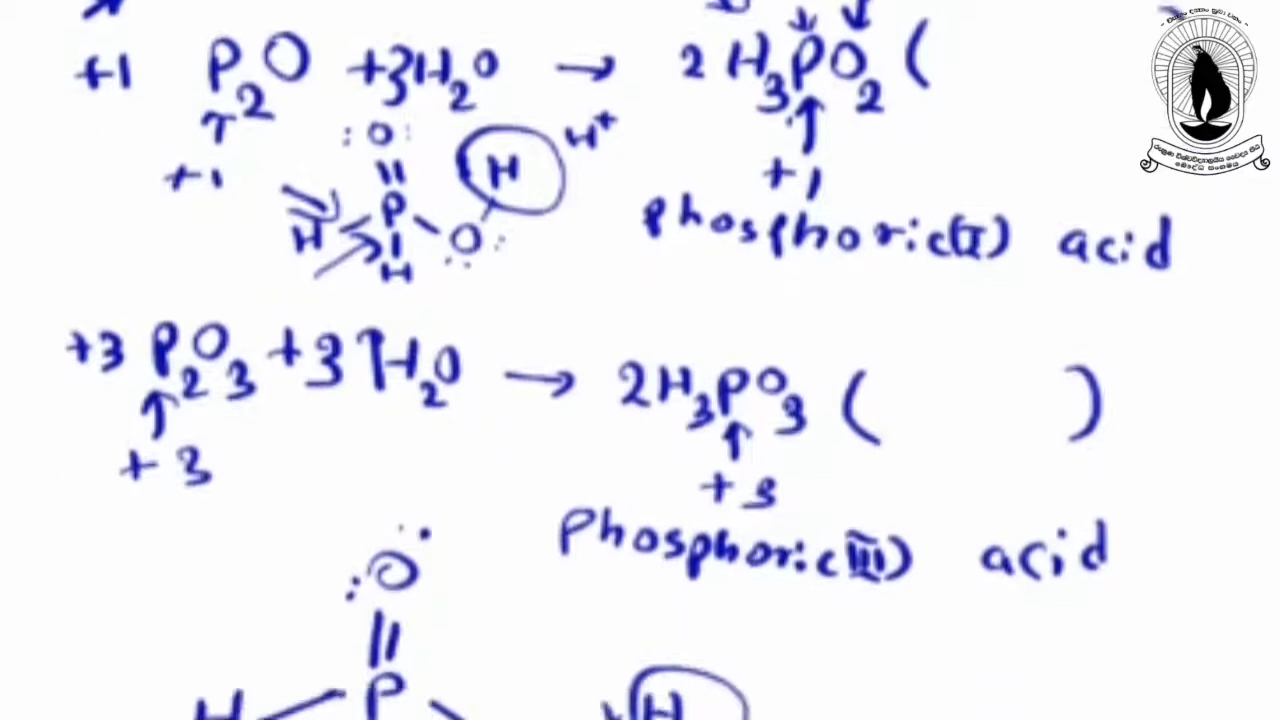 +1 P₂O +3H₂O → 2H₃PO₂ (
+1
:O: H H⁺
+1
H P O
H
phosphoric(I) acid
+3 P₂O₃ +3H₂O → 2H₃PO₃ ( )
+3
+3
phosphoric(III) acid
:O:
H P H